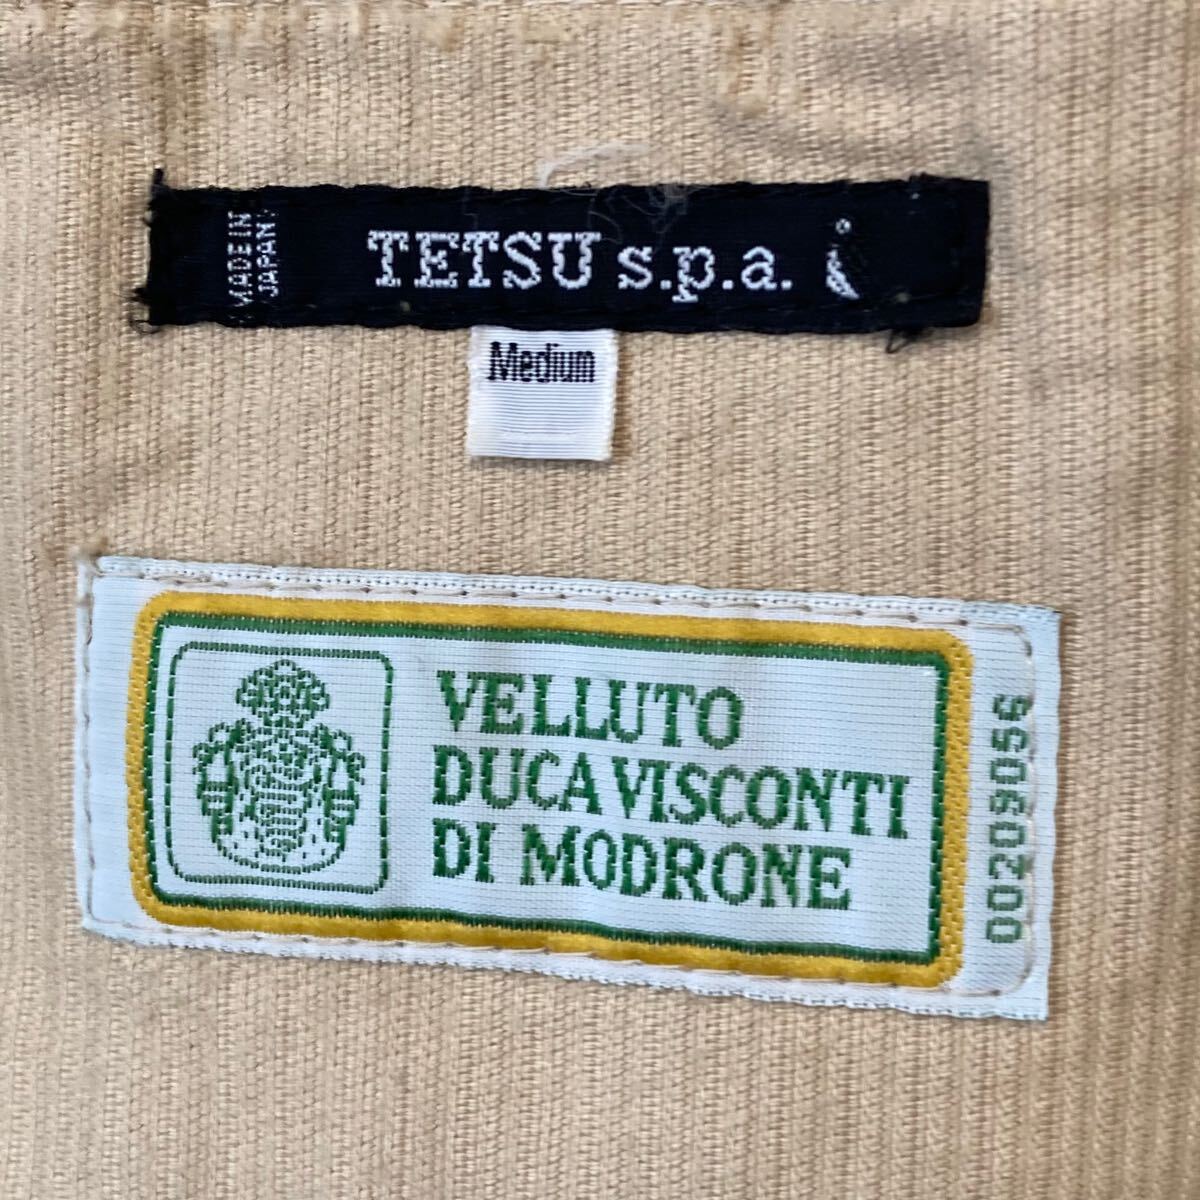 MADE IN
JAPAN
TETSU s.p.a.
Medium
VELLUTO
DUCA VISCONTI
DI MODRONE
00209056